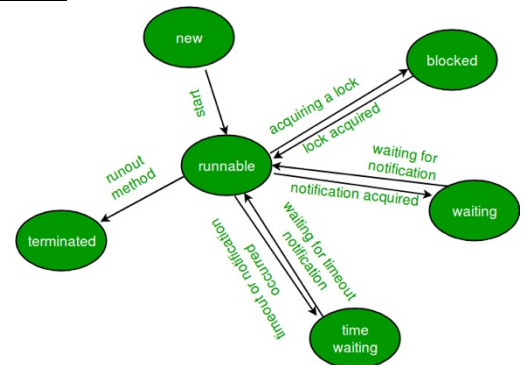 new
blocked
start
acquiring a lock
lock acquired
runnable
waiting for
notification
notification acquired
waiting
runout
method
terminated
timeout or notification
occurred
waiting for timeout
notification
time
waiting